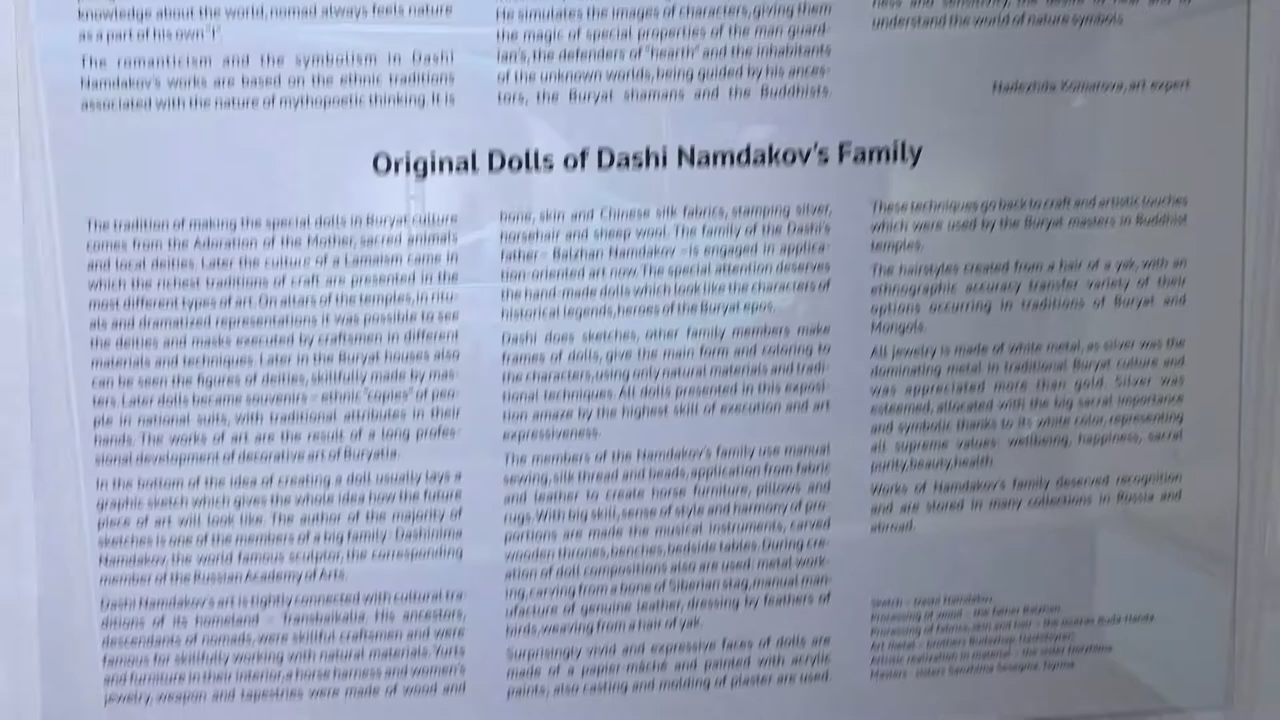 knowledge about the world, nomad always feels nature
as a part of his own "I".
The romanticism and the symbolism in Dashi
Namdakov's works are based on the ethnic traditions
associated with the nature of mythopoetic thinking. It is
He simulates the images of characters, giving them
the magic of special properties of the man guard-
ian's, the defenders of "hearth" and the inhabitants
of the unknown worlds, being guided by his ances-
tors, the Buryat shamans and the Buddhists.
understand the world of nature symbols
art expert
Original Dolls of Dashi Namdakov's Family
The tradition of making the special dolls in Buryat culture
comes from the Adoration of the Mother, sacred animals
and local deities. Later the culture of a Lamaism came in
which the richest traditions of craft are presented in the
most different types of art. On altars of the temples, in ritu-
als and dramatized representations it was possible to see
the deities and masks executed by craftsmen in different
materials and techniques. Later in the Buryat houses also
can be seen the figures of deities, skillfully made by mas-
ters. Later dolls became souvenirs – ethnic "copies" of peo-
ple in national suits, with traditional attributes in their
hands. The works of art are the result of a long profes-
sional development of decorative art of Buryatia.
In the bottom of the idea of creating a doll usually lays a
graphic sketch which gives the whole idea how the future
piece of art will look like. The author of the majority of
sketches is one of the members of a big family: Dashinima
Namdakov, the world famous sculptor, the corresponding
member of the Russian Academy of Arts.
Dashi Namdakov's art is tightly connected with cultural tra-
ditions of its homeland – Transbaikalia. His ancestors,
descendants of nomads, were skillful craftsmen and were
famous for skillfully working with natural materials. Yurts
and furniture in their interior, a horse harness and women's
jewelry, weapon and tapestries were made of wood and
bone, skin and Chinese silk fabrics, stamping silver,
horsehair and sheep wool. The family of the Dashi's
father – Balzhan Namdakov – is engaged in applica-
tion-oriented art now. The special attention deserves
the hand-made dolls which look like the characters of
historical legends, heroes of the Buryat epos.
Dashi does sketches, other family members make
frames of dolls, give the main form and coloring to
the characters, using only natural materials and tradi-
tional techniques. All dolls presented in this exposi-
tion amaze by the highest skill of execution and art
expressiveness.
The members of the Namdakov's family use manual
sewing, silk thread and beads, application from fabric
and leather to create horse furniture, pillows and
rugs. With big skill, sense of style and harmony of pro-
portions are made the musical instruments, carved
wooden thrones, benches, bedside tables. During cre-
ation of doll compositions also are used: metal-work-
ing, carving from a bone of Siberian stag, manual man-
ufacture of genuine leather, dressing by feathers of
birds, weaving from a hair of yak.
Surprisingly vivid and expressive faces of dolls are
made of a papier-mâché and painted with acrylic
paints; also casting and molding of plaster are used.
These techniques go back to craft and artistic touches
which were used by the Buryat masters in Buddhist
temples.
The hairstyles created from a hair of a yak, with an
ethnographic accuracy transfer variety of their
options occurring in traditions of Buryat and
Mongols.
All jewelry is made of white metal, as silver was the
dominating metal in traditional Buryat culture and
was appreciated more than gold. Silver was
esteemed, allocated with the big sacral importance
and symbolic thanks to its white color, representing
all supreme values: wellbeing, happiness, sacral
purity, beauty, health.
Works of Namdakov's family deserved recognition
and are stored in many collections in Russia and
abroad.